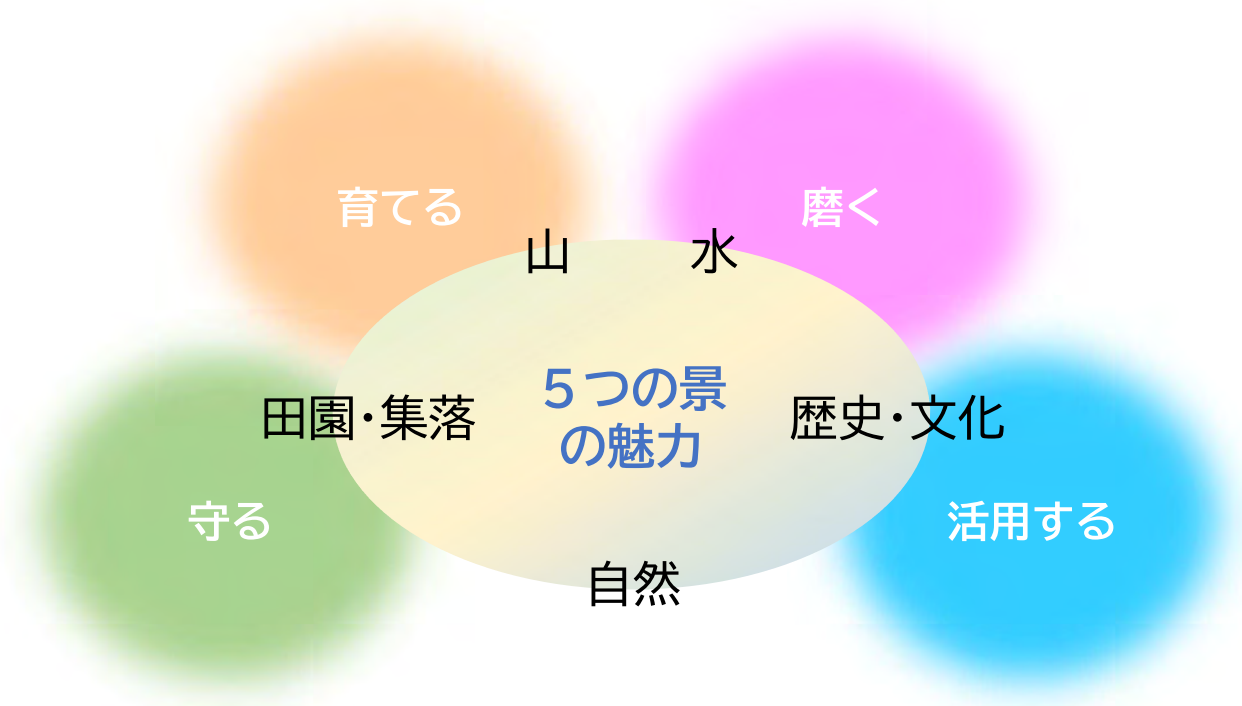 育てる
磨く
山
水
5つの景
の魅力
田園･集落
歴史･文化
守る
活用する
自然